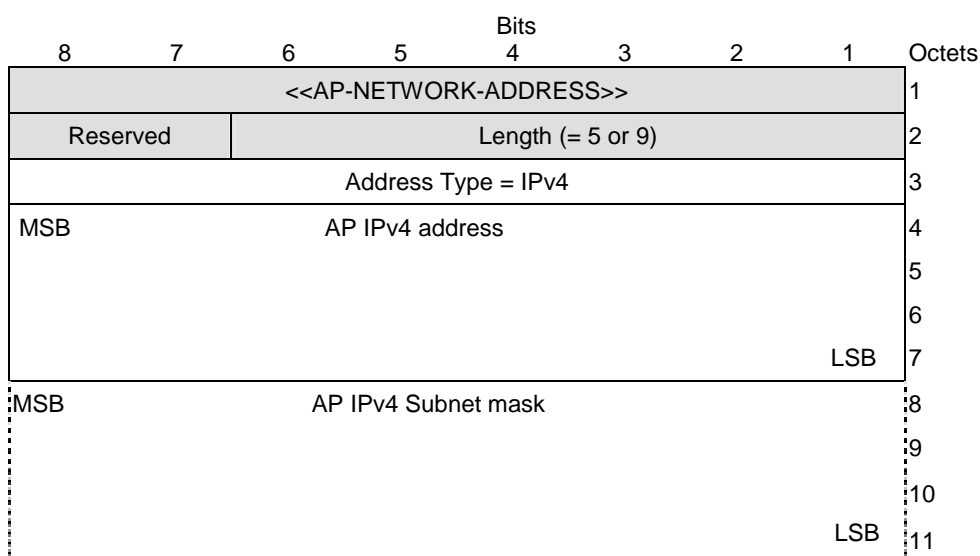 Bits
8 7 6 5 4 3 2 1 Octets
<<AP-NETWORK-ADDRESS>> 1
Reserved Length (= 5 or 9) 2
Address Type = IPv4 3
MSB AP IPv4 address 4
5
6
LSB 7
MSB AP IPv4 Subnet mask 8
9
10
LSB 11